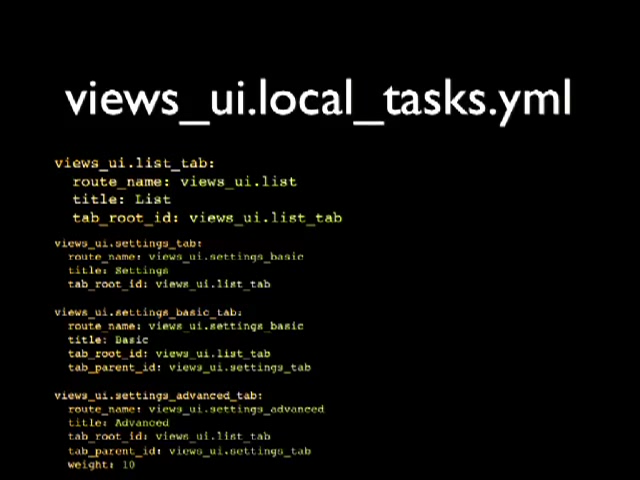 views_ui.local_tasks.yml
views_ui.list_tab:
route_name: views_ui.list
title: List
tab_root_id: views_ui.list_tab
views_ui.settings_tab:
route_name: views_ui.settings_basic
title: Settings
tab_root_id: views_ui.list_tab
views_ui.settings_basic_tab:
route_name: views_ui.settings_basic
title: Basic
tab_root_id: views_ui.list_tab
tab_parent_id: views_ui.settings_tab
views_ui.settings_advanced_tab:
route_name: views_ui.settings_advanced
title: Advanced
tab_root_id: views_ui.list_tab
tab_parent_id: views_ui.settings_tab
weight: 10